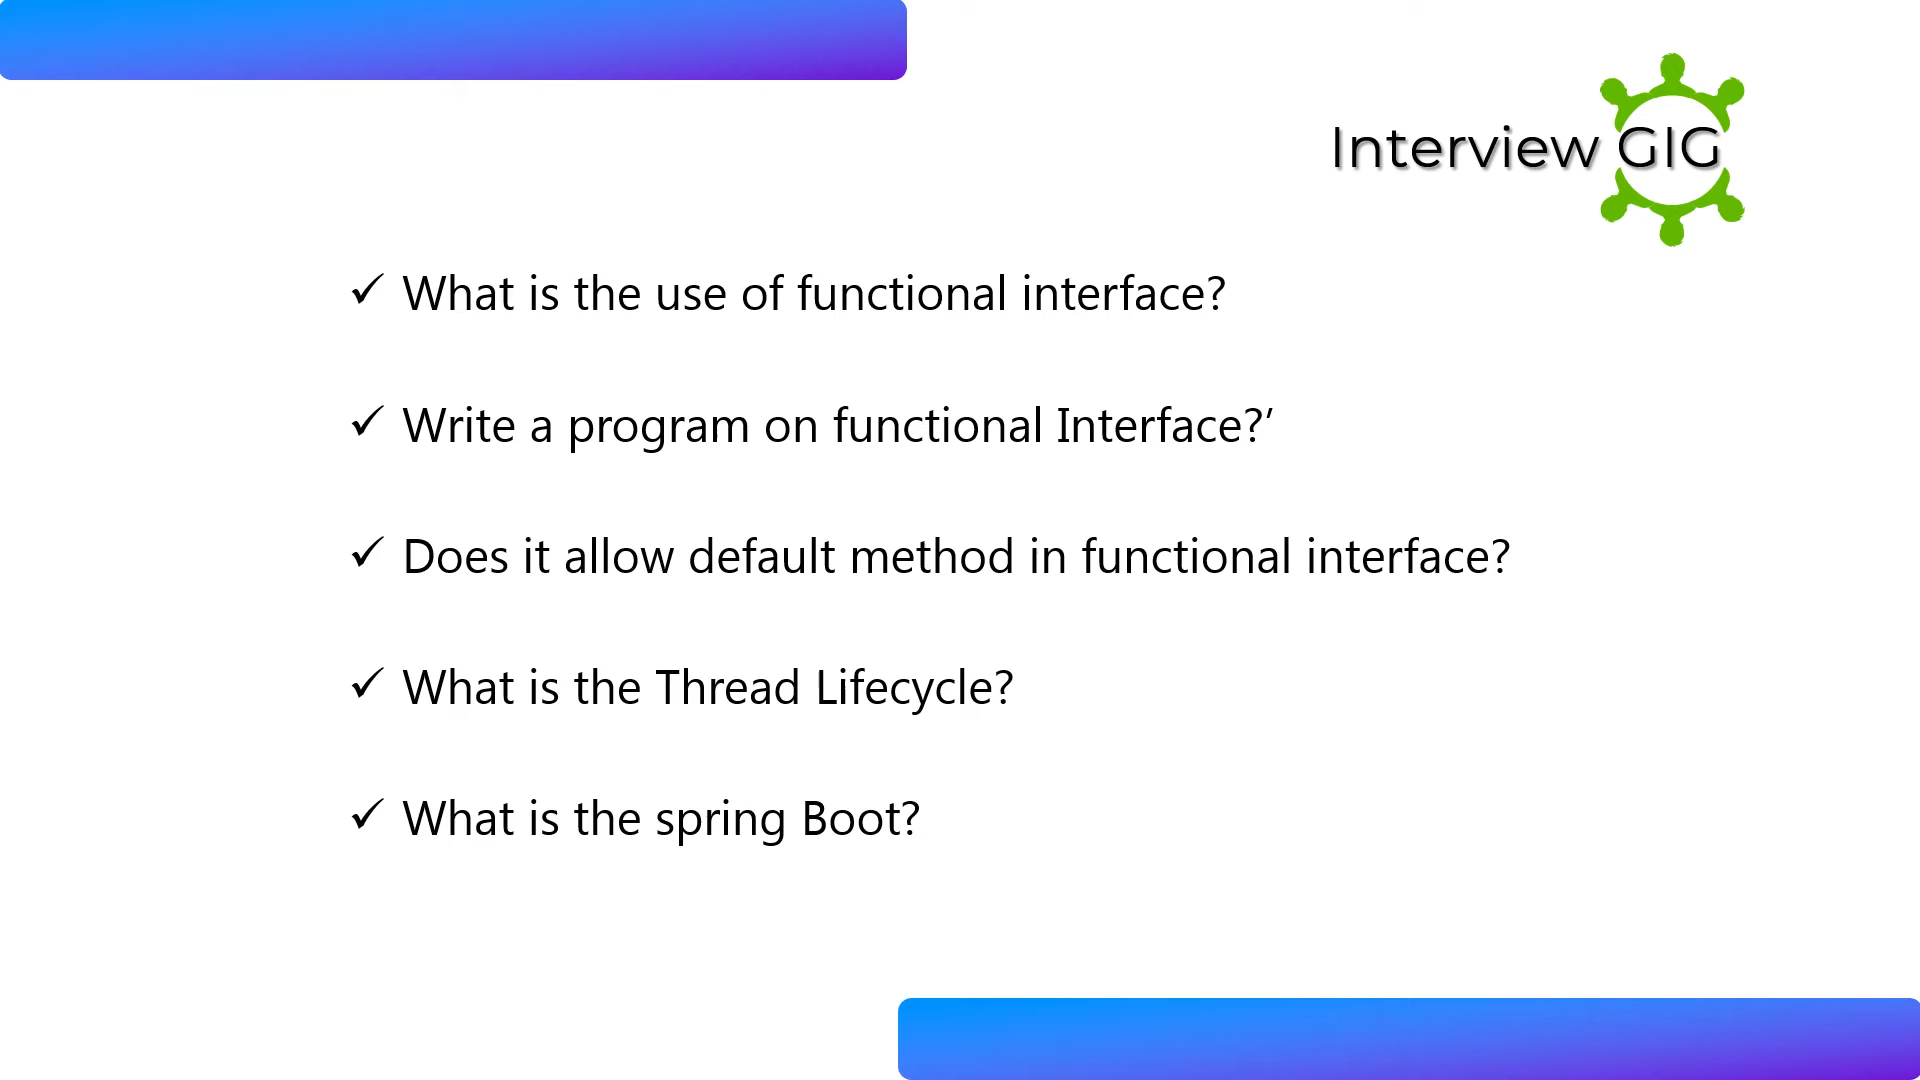 Interview GIG
✓ What is the use of functional interface?
✓ Write a program on functional Interface?’
✓ Does it allow default method in functional interface?
✓ What is the Thread Lifecycle?
✓ What is the spring Boot?